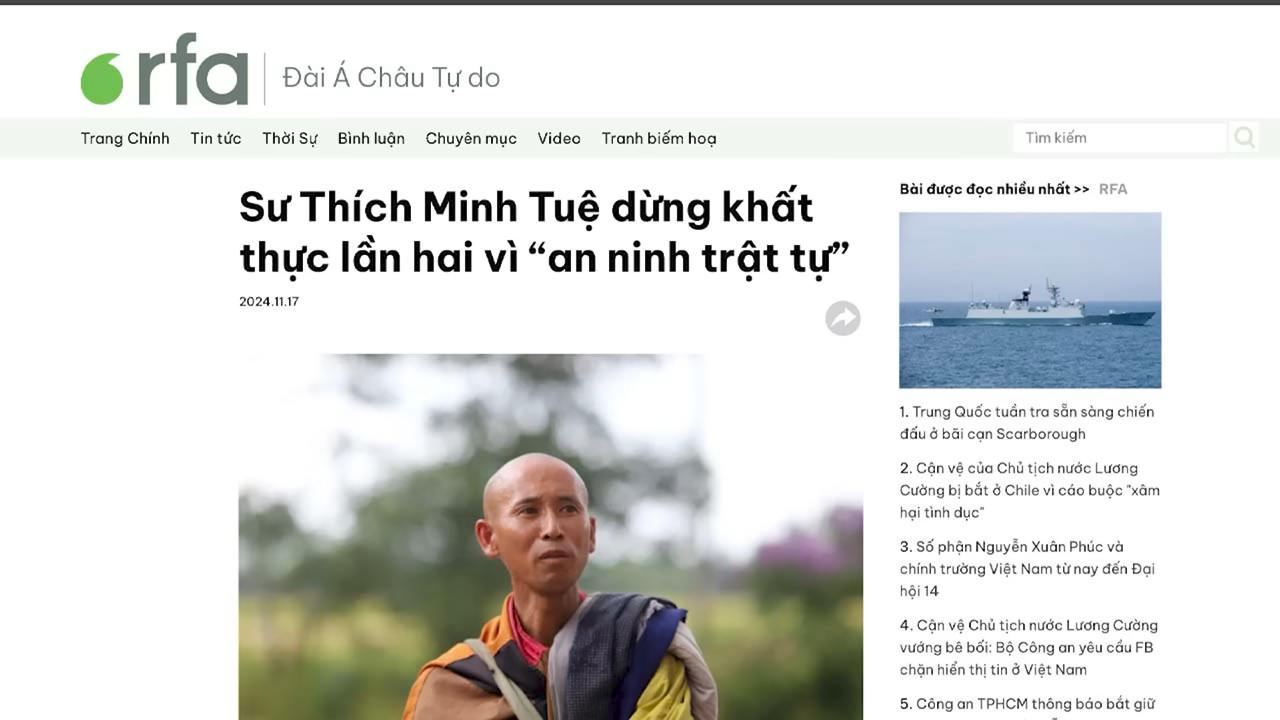 rfa Đài Á Châu Tự do
Trang Chính Tin tức Thời Sự Bình luận Chuyên mục Video Tranh biếm hoạ Tìm kiếm
Sư Thích Minh Tuệ dừng khất
thực lần hai vì “an ninh trật tự”
2024.11.17
Bài được đọc nhiều nhất >> RFA
1. Trung Quốc tuần tra sẵn sàng chiến
đấu ở bãi cạn Scarborough
2. Cận vệ của Chủ tịch nước Lương
Cường bị bắt ở Chile vì cáo buộc "xâm
hại tình dục"
3. Số phận Nguyễn Xuân Phúc và
chính trường Việt Nam từ nay đến Đại
hội 14
4. Cận vệ Chủ tịch nước Lương Cường
vướng bê bối: Bộ Công an yêu cầu FB
chặn hiển thị tin ở Việt Nam
5. Công an TPHCM thông báo bắt giữ